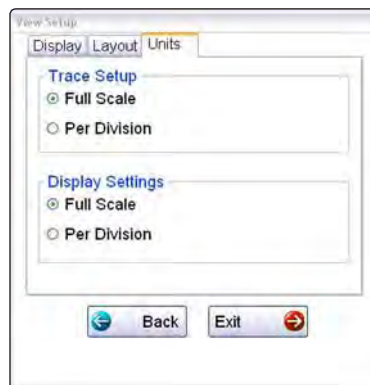 View Setup
Display Layout Units
Trace Setup
Full Scale
Per Division
Display Settings
Full Scale
Per Division
Back Exit